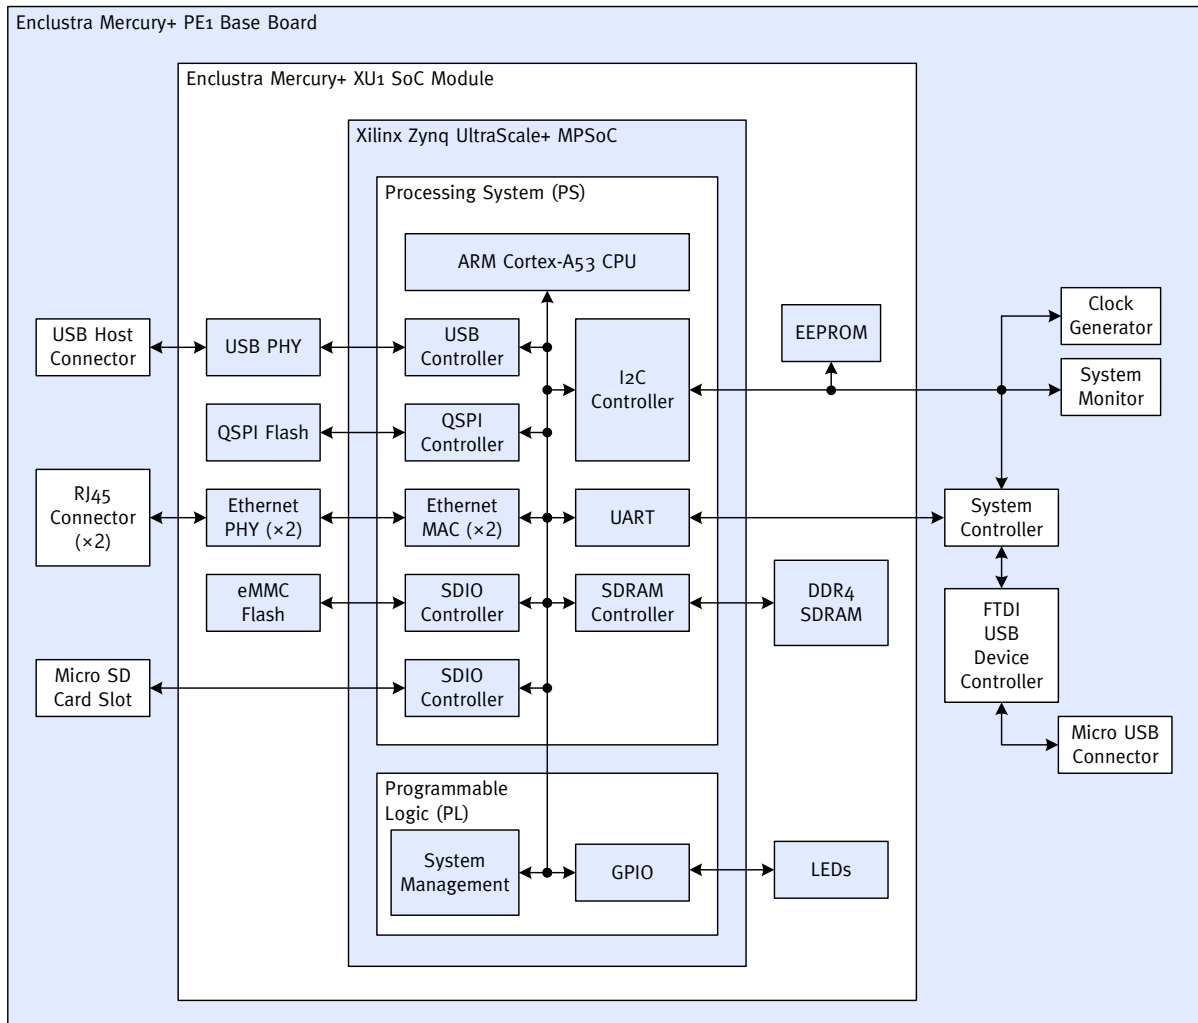 Enclustra Mercury+ PE1 Base Board
Enclustra Mercury+ XU1 SoC Module
Xilinx Zynq UltraScale+ MPSoC
Processing System (PS)
ARM Cortex-A53 CPU
USB Host
Connector
USB PHY
USB
Controller
I2C
Controller
EEPROM
Clock
Generator
System
Monitor
QSPI Flash
QSPI
Controller
RJ45
Connector
(×2)
Ethernet
PHY (×2)
Ethernet
MAC (×2)
UART
System
Controller
eMMC
Flash
SDIO
Controller
SDRAM
Controller
DDR4
SDRAM
FTDI
USB
Device
Controller
Micro SD
Card Slot
SDIO
Controller
Micro USB
Connector
Programmable
Logic (PL)
System
Management
GPIO
LEDs